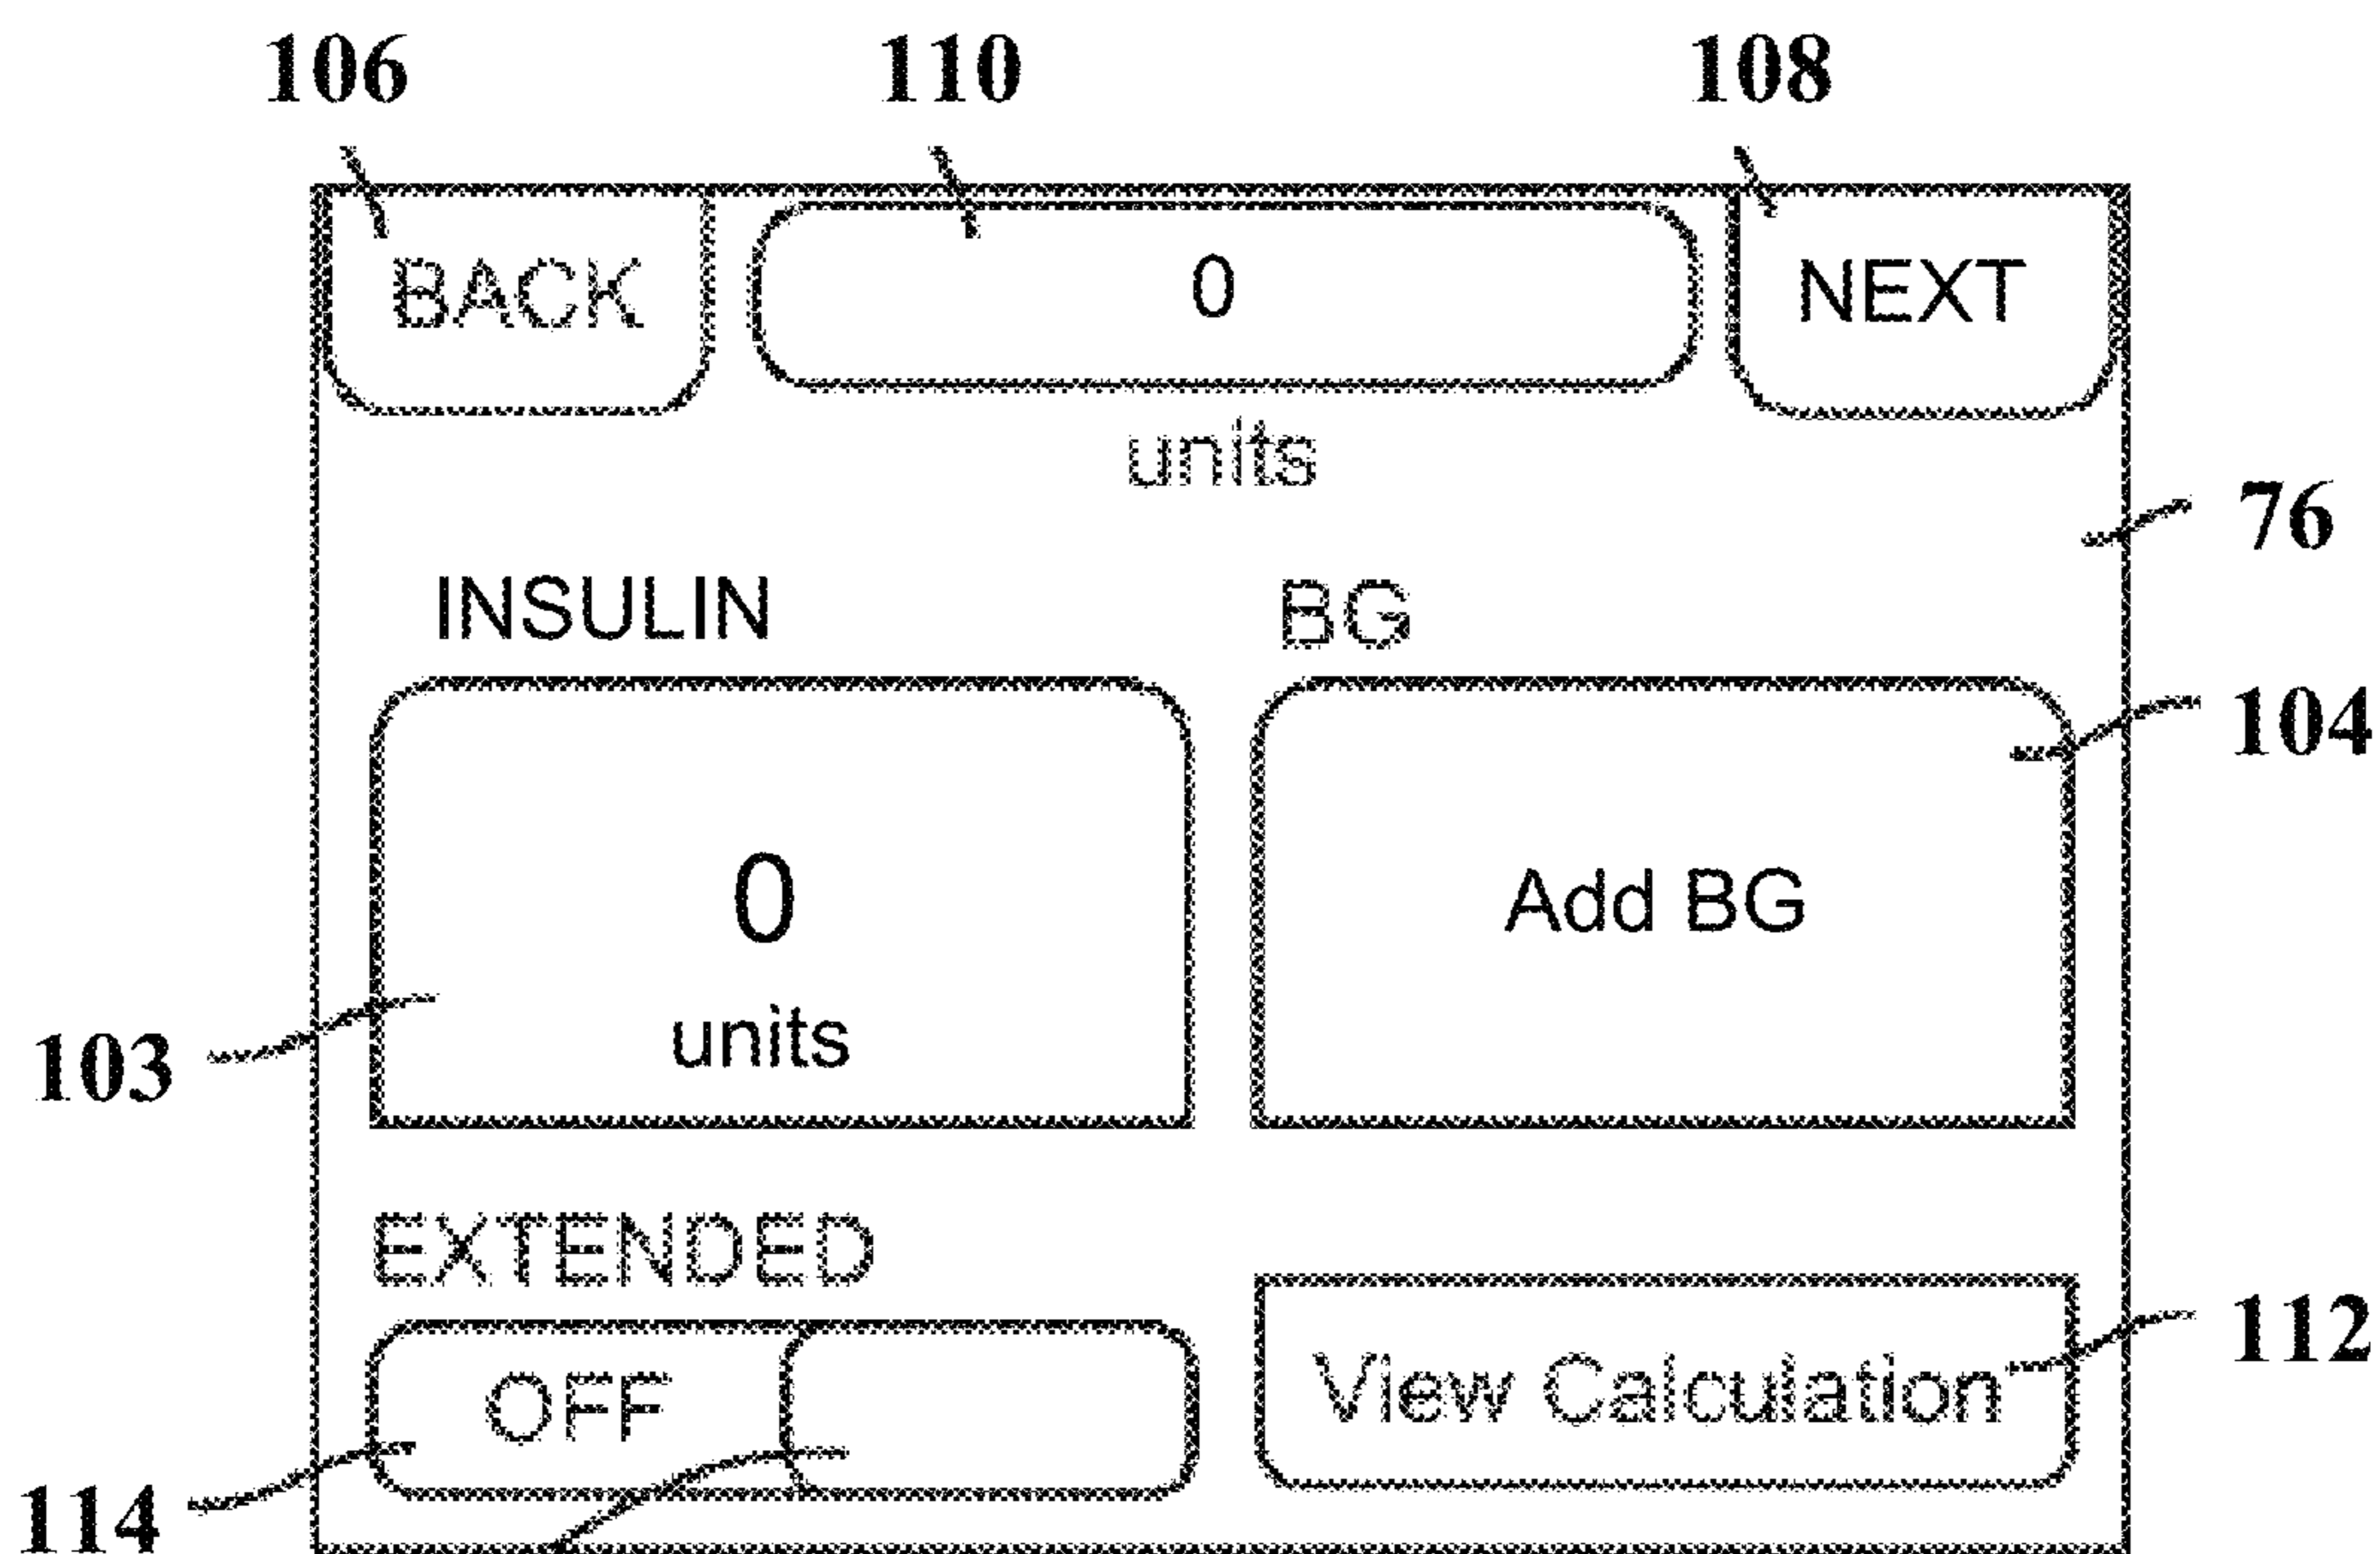 106 110 108
BACK 0 NEXT
units
76
INSULIN BG
104
0 Add BG
units
103
EXTENDED
OFF View Calculation 112
114